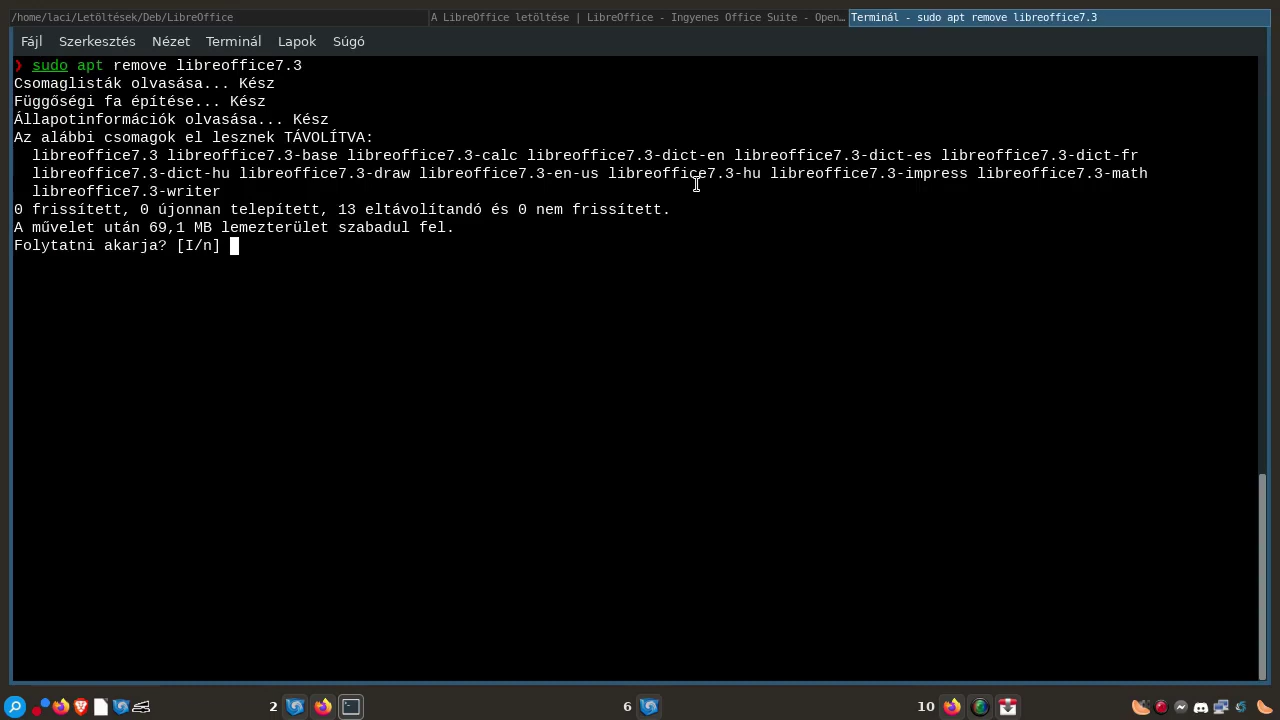 /home/laci/Letöltések/Deb/LibreOffice
A LibreOffice letöltése | LibreOffice - Ingyenes Office Suite - Open…
Terminál - sudo apt remove libreoffice7.3
Fájl Szerkesztés Nézet Terminál Lapok Súgó
❯ sudo apt remove libreoffice7.3
Csomaglisták olvasása... Kész
Függőségi fa építése... Kész
Állapotinformációk olvasása... Kész
Az alábbi csomagok el lesznek TÁVOLÍTVA:
libreoffice7.3 libreoffice7.3-base libreoffice7.3-calc libreoffice7.3-dict-en libreoffice7.3-dict-es libreoffice7.3-dict-fr
libreoffice7.3-dict-hu libreoffice7.3-draw libreoffice7.3-en-us libreoffice7.3-hu libreoffice7.3-impress libreoffice7.3-math
libreoffice7.3-writer
0 frissített, 0 újonnan telepített, 13 eltávolítandó és 0 nem frissített.
A művelet után 69,1 MB lemezterület szabadul fel.
Folytatni akarja? [I/n]
2 6 10